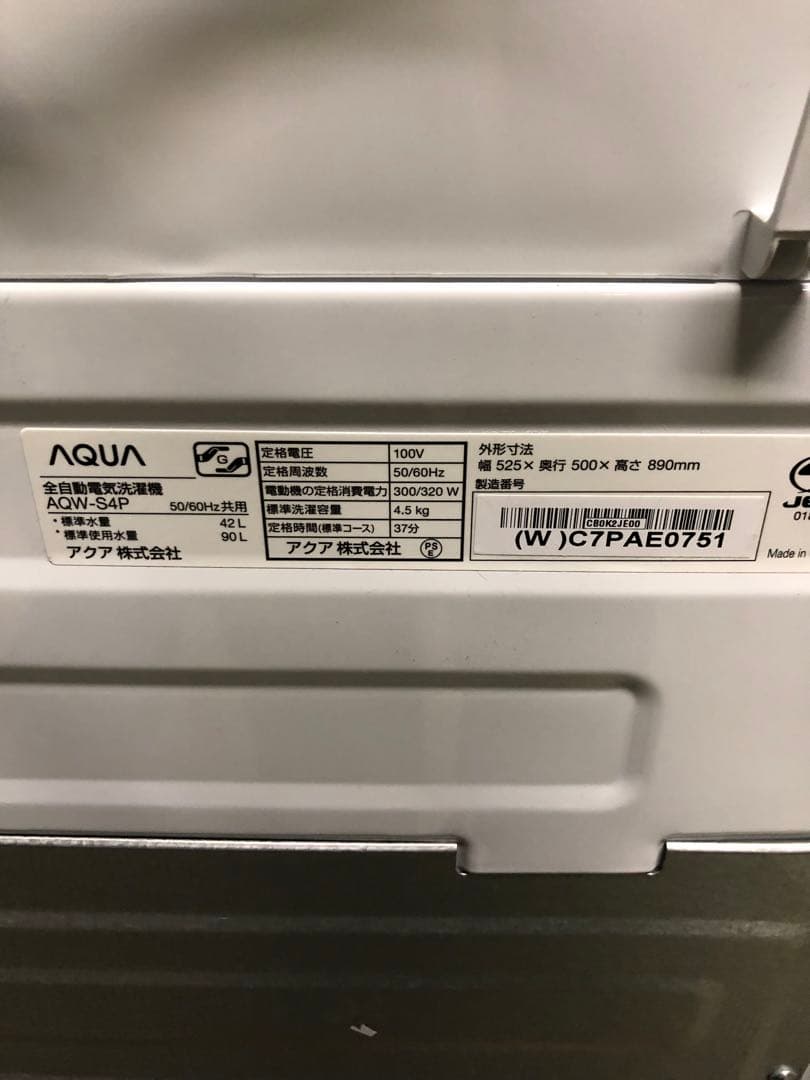 AQUA
G
全自動電気洗濯機
AQW-S4P 50/60Hz共用
・標準水量 42L
・標準使用水量 90L
アクア 株式会社
定格電圧 100V
定格周波数 50/60Hz
電動機の定格消費電力 300/320 W
標準洗濯容量 4.5 kg
定格時間(標準コース) 37分
アクア 株式会社 PSE
外形寸法
幅 525× 奥行 500× 高さ 890mm
製造番号
CB0K2JE00
(W )C7PAE0751
Made in